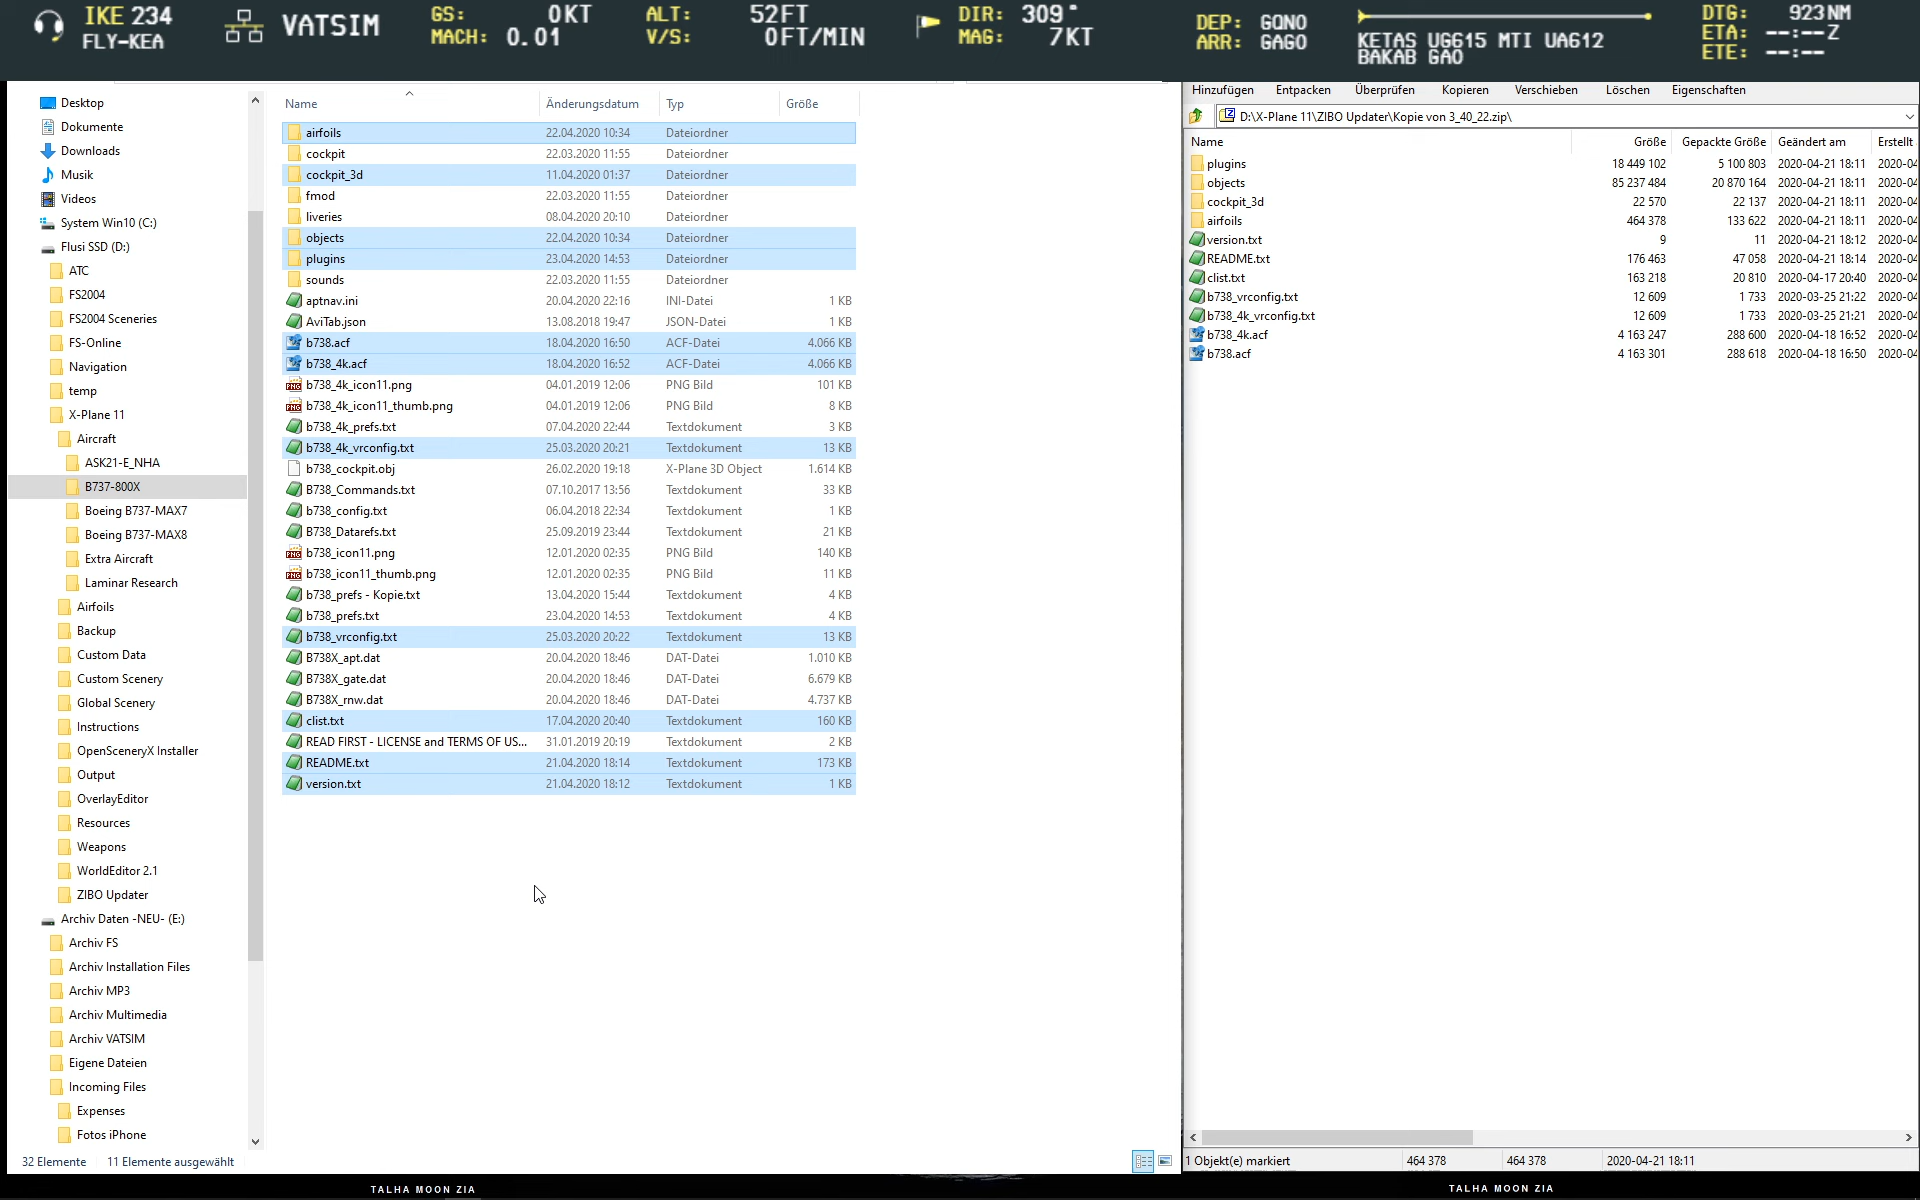 IKE 234
FLY-KEA
VATSIM
GS: 0KT
MACH: 0.01
ALT: 52FT
V/S: 0FT/MIN
DIR: 309°
MAG: 7KT
DEP: GQNO
ARR: GAGO
KETAS UG615 MTI UA612
BAKAB GAO
DTG: 923NM
ETA: --:--Z
ETE: --:--
Desktop
Dokumente
Downloads
Musik
Videos
System Win10 (C:)
Flusi SSD (D:)
ATC
FS2004
FS2004 Sceneries
FS-Online
Navigation
temp
X-Plane 11
Aircraft
ASK21-E_NHA
B737-800X
Boeing B737-MAX7
Boeing B737-MAX8
Extra Aircraft
Laminar Research
Airfoils
Backup
Custom Data
Custom Scenery
Global Scenery
Instructions
OpenSceneryX Installer
Output
OverlayEditor
Resources
Weapons
WorldEditor 2.1
ZIBO Updater
Archiv Daten -NEU- (E:)
Archiv FS
Archiv Installation Files
Archiv MP3
Archiv Multimedia
Archiv VATSIM
Eigene Dateien
Incoming Files
Expenses
Fotos iPhone
32 Elemente 11 Elemente ausgewählt
Name Änderungsdatum Typ Größe
airfoils 22.04.2020 10:34 Dateiordner
cockpit 22.03.2020 11:55 Dateiordner
cockpit_3d 11.04.2020 01:37 Dateiordner
fmod 22.03.2020 11:55 Dateiordner
liveries 08.04.2020 20:10 Dateiordner
objects 22.04.2020 10:34 Dateiordner
plugins 23.04.2020 14:53 Dateiordner
sounds 22.03.2020 11:55 Dateiordner
aptnav.ini 20.04.2020 22:16 INI-Datei 1 KB
AviTab.json 13.08.2018 19:47 JSON-Datei 1 KB
b738.acf 18.04.2020 16:50 ACF-Datei 4.066 KB
b738_4k.acf 18.04.2020 16:52 ACF-Datei 4.066 KB
b738_4k_icon11.png 04.01.2019 12:06 PNG Bild 101 KB
b738_4k_icon11_thumb.png 04.01.2019 12:06 PNG Bild 8 KB
b738_4k_prefs.txt 07.04.2020 22:44 Textdokument 3 KB
b738_4k_vrconfig.txt 25.03.2020 20:21 Textdokument 13 KB
b738_cockpit.obj 26.02.2020 19:18 X-Plane 3D Object 1.614 KB
B738_Commands.txt 07.10.2017 13:56 Textdokument 33 KB
b738_config.txt 06.04.2018 22:34 Textdokument 1 KB
B738_Datarefs.txt 25.09.2019 23:44 Textdokument 21 KB
b738_icon11.png 12.01.2020 02:35 PNG Bild 140 KB
b738_icon11_thumb.png 12.01.2020 02:35 PNG Bild 11 KB
b738_prefs - Kopie.txt 13.04.2020 15:44 Textdokument 4 KB
b738_prefs.txt 23.04.2020 14:53 Textdokument 4 KB
b738_vrconfig.txt 25.03.2020 20:22 Textdokument 13 KB
B738X_apt.dat 20.04.2020 18:46 DAT-Datei 1.010 KB
B738X_gate.dat 20.04.2020 18:46 DAT-Datei 6.679 KB
B738X_rnw.dat 20.04.2020 18:46 DAT-Datei 4.737 KB
clist.txt 17.04.2020 20:40 Textdokument 160 KB
READ FIRST - LICENSE and TERMS OF US... 31.01.2019 20:19 Textdokument 2 KB
README.txt 21.04.2020 18:14 Textdokument 173 KB
version.txt 21.04.2020 18:12 Textdokument 1 KB
Hinzufügen Entpacken Überprüfen Kopieren Verschieben Löschen Eigenschaften
D:\X-Plane 11\ZIBO Updater\Kopie von 3_40_22.zip\
Name Größe Gepackte Größe Geändert am Erstellt
plugins 18 449 102 5 100 803 2020-04-21 18:11 2020-04
objects 85 237 484 20 870 164 2020-04-21 18:11 2020-04
cockpit_3d 22 570 22 137 2020-04-21 18:11 2020-04
airfoils 464 378 133 622 2020-04-21 18:11 2020-04
version.txt 9 11 2020-04-21 18:12 2020-04
README.txt 176 463 47 058 2020-04-21 18:14 2020-04
clist.txt 163 218 20 810 2020-04-17 20:40 2020-04
b738_vrconfig.txt 12 609 1 733 2020-03-25 21:22 2020-04
b738_4k_vrconfig.txt 12 609 1 733 2020-03-25 21:21 2020-04
b738_4k.acf 4 163 247 288 600 2020-04-18 16:52 2020-04
b738.acf 4 163 301 288 618 2020-04-18 16:50 2020-04
1 Objekt(e) markiert 464 378 464 378 2020-04-21 18:11
TALHA MOON ZIA
TALHA MOON ZIA